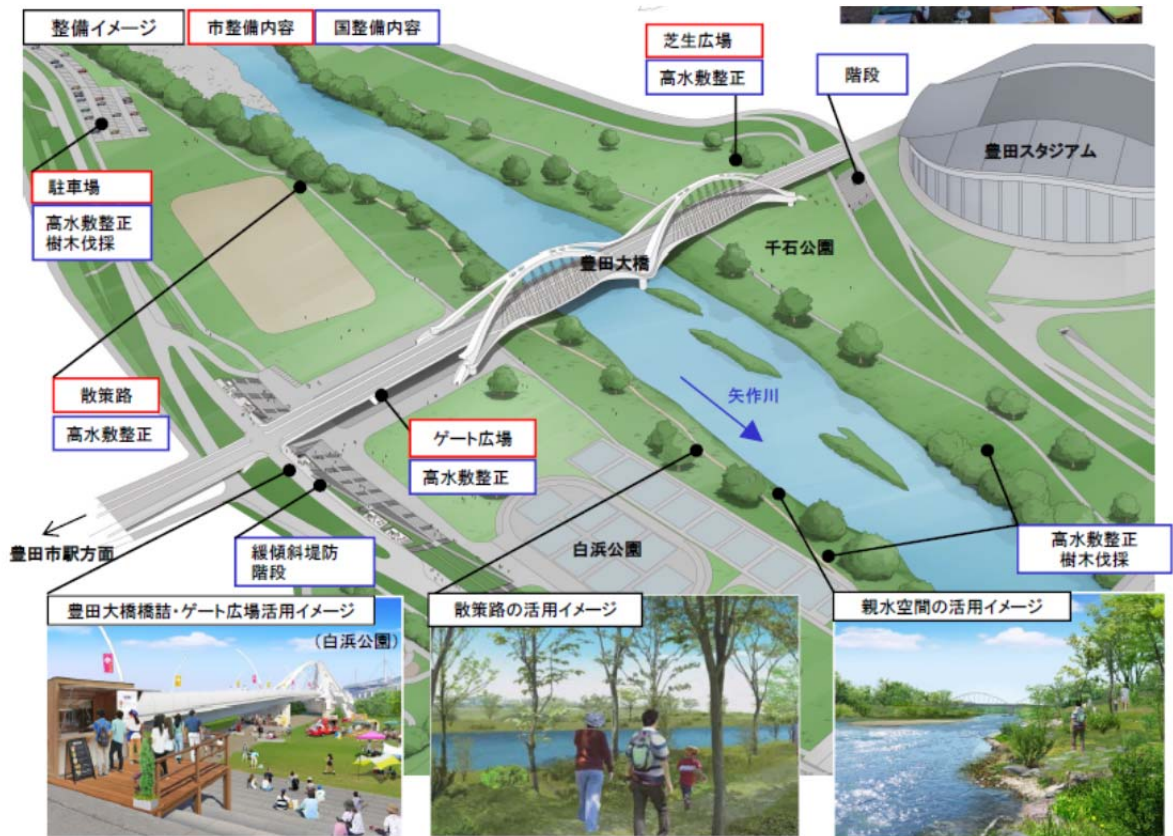 整備イメージ
市整備内容
国整備内容
芝生広場
高水敷整正
階段
豊田スタジアム
駐車場
高水敷整正
樹木伐採
千石公園
豊田大橋
散策路
高水敷整正
矢作川
ゲート広場
高水敷整正
豊田市駅方面
緩傾斜堤防
階段
白浜公園
高水敷整正
樹木伐採
豊田大橋橋詰・ゲート広場活用イメージ
(白浜公園)
散策路の活用イメージ
親水空間の活用イメージ